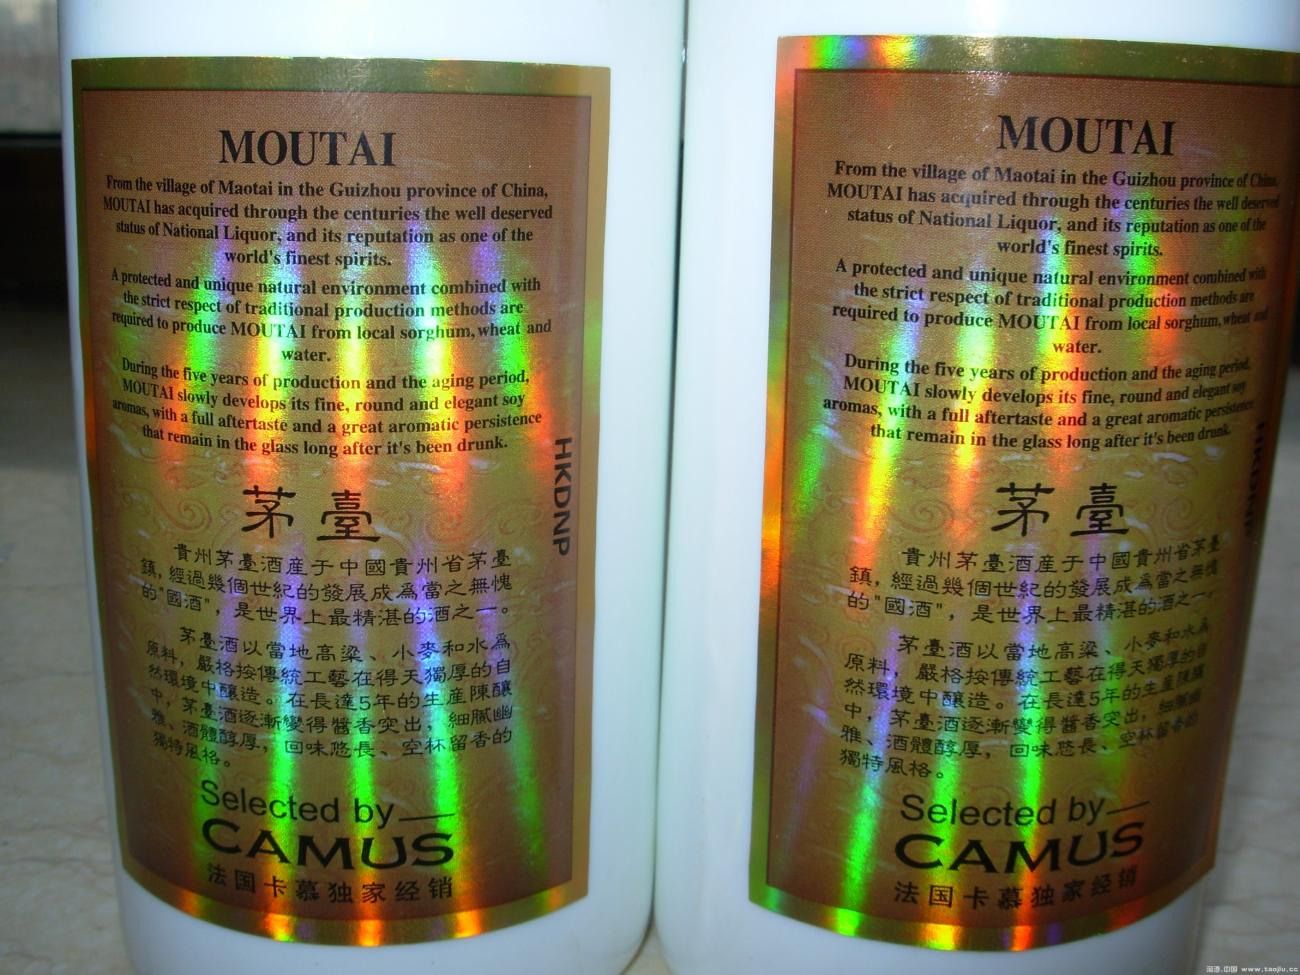 MOUTAI
From the village of Maotai in the Guizhou province of China,
MOUTAI has acquired through the centuries the well deserved
status of National Liquor, and its reputation as one of the
world's finest spirits.
A protected and unique natural environment combined with
the strict respect of traditional production methods are
required to produce MOUTAI from local sorghum, wheat and
water.
During the five years of production and the aging period,
MOUTAI slowly develops its fine, round and elegant soy
aromas, with a full aftertaste and a great aromatic persistence
that remain in the glass long after it's been drunk.
HKDNP
茅臺
貴州茅臺酒産于中國貴州省茅臺
鎮，經過幾個世紀的發展成爲當之無愧
的"國酒"，是世界上最精湛的酒之一。
茅臺酒以當地高粱、小麥和水爲
原料，嚴格按傳統工藝在得天獨厚的自
然環境中釀造。在長達5年的生産陳釀
中，茅臺酒逐漸變得醬香突出，細膩幽
雅、酒體醇厚，回味悠長、空杯留香的
獨特風格。
Selected by
CAMUS
法国卡慕独家经销
MOUTAI
From the village of Maotai in the Guizhou province of China,
MOUTAI has acquired through the centuries the well deserved
status of National Liquor, and its reputation as one of the
world's finest spirits.
A protected and unique natural environment combined with
the strict respect of traditional production methods are
required to produce MOUTAI from local sorghum, wheat and
water.
During the five years of production and the aging period,
MOUTAI slowly develops its fine, round and elegant soy
aromas, with a full aftertaste and a great aromatic persistence
that remain in the glass long after it's been drunk.
HKDNP
茅臺
貴州茅臺酒産于中國貴州省茅臺
鎮，經過幾個世紀的發展成爲當之無愧
的"國酒"，是世界上最精湛的酒之一。
茅臺酒以當地高粱、小麥和水爲
原料，嚴格按傳統工藝在得天獨厚的自
然環境中釀造。在長達5年的生産陳釀
中，茅臺酒逐漸變得醬香突出，細膩幽
雅、酒體醇厚，回味悠長、空杯留香的
獨特風格。
Selected by
CAMUS
法国卡慕独家经销
www.taojiu.cc